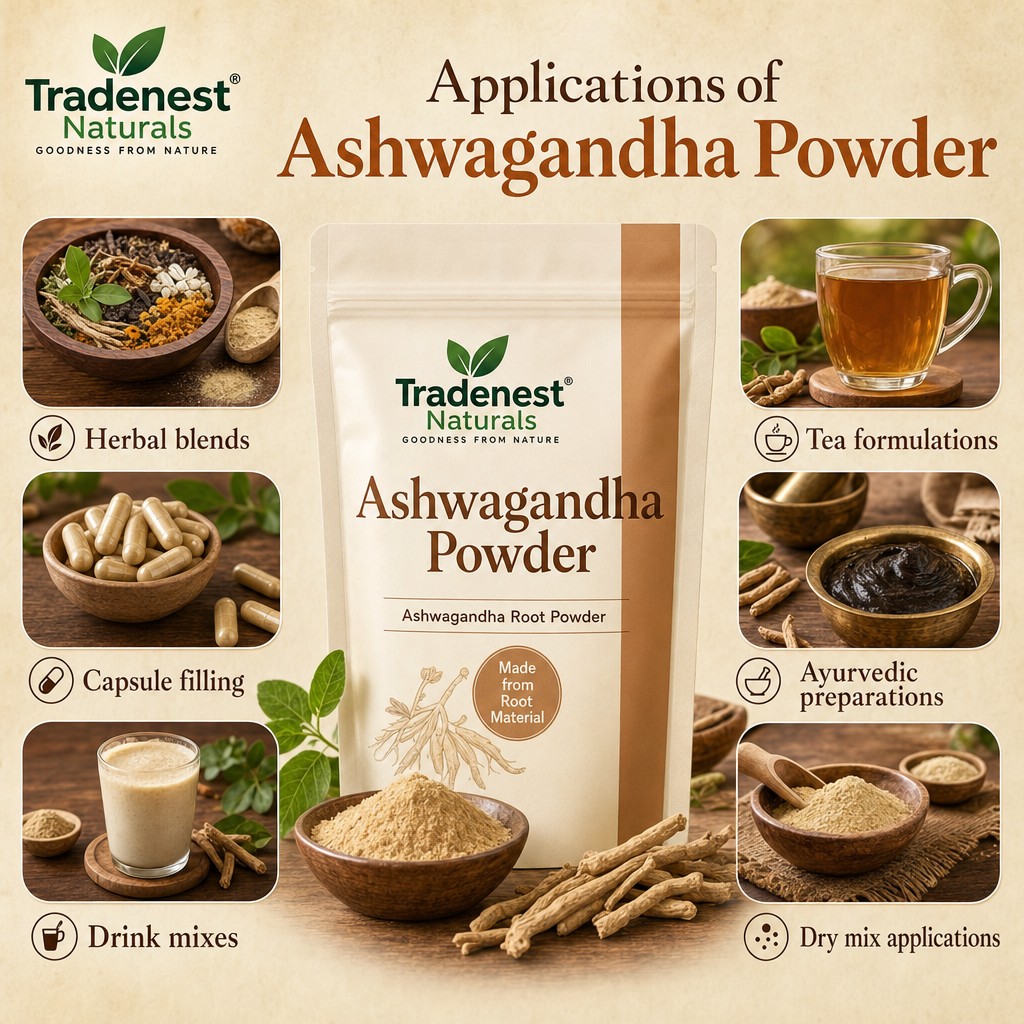 Tradenest®
Naturals
GOODNESS FROM NATURE
Applications of
Ashwagandha Powder
Herbal blends
Capsule filling
Drink mixes
Tradenest®
Naturals
GOODNESS FROM NATURE
Ashwagandha
Powder
Ashwagandha Root Powder
Made
from
Root
Material
Tea formulations
Ayurvedic
preparations
Dry mix applications